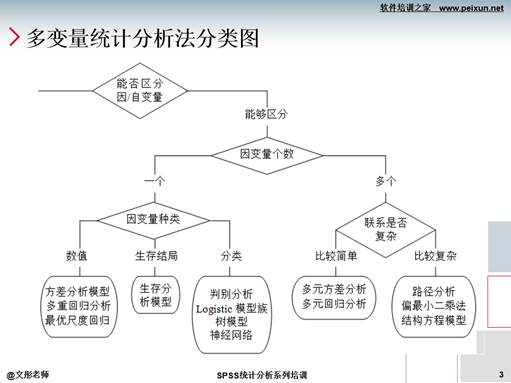 软件培训之家 www.peixun.net
多变量统计分析法分类图
能否区分
因/自变量
能够区分
因变量个数
一个
多个
因变量种类
联系是否
复杂
数值
生存结局
分类
比较简单
比较复杂
方差分析模型
多重回归分析
最优尺度回归
生存分
析模型
判别分析
Logistic 模型族
树模型
神经网络
多元方差分析
多元回归分析
路径分析
偏最小二乘法
结构方程模型
@文彤老师
SPSS统计分析系列培训
3